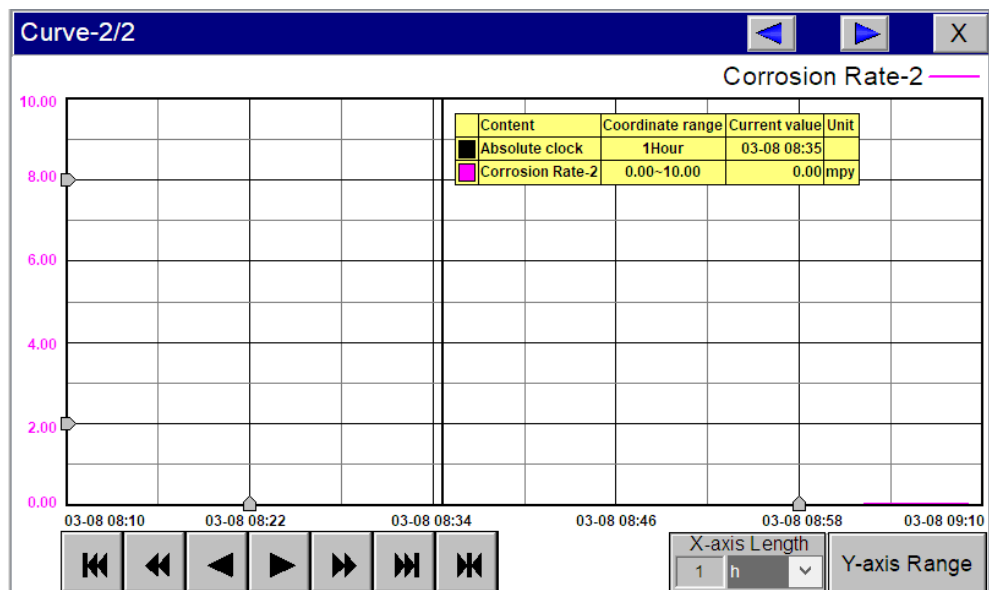 Curve-2/2
X
Corrosion Rate-2
10.00
8.00
6.00
4.00
2.00
0.00
Content Coordinate range Current value Unit
Absolute clock 1Hour 03-08 08:35
Corrosion Rate-2 0.00~10.00 0.00 mpy
03-08 08:10 03-08 08:22 03-08 08:34 03-08 08:46 03-08 08:58 03-08 09:10
X-axis Length
1 h
Y-axis Range